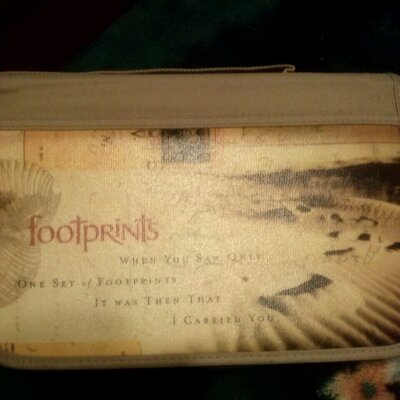 footprints
When You Saw Only
One Set of Footprints
It was Then That
I Carried You